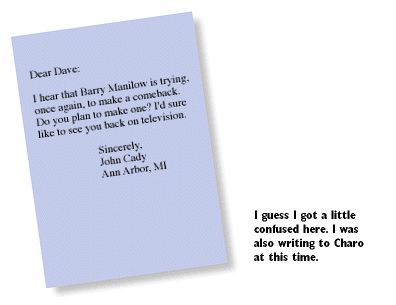 Dear Dave:
I hear that Barry Manilow is trying,
once again, to make a comeback.
Do you plan to make one? I'd sure
like to see you back on television.
Sincerely,
John Cady
Ann Arbor, MI
I guess I got a little
confused here. I was
also writing to Charo
at this time.